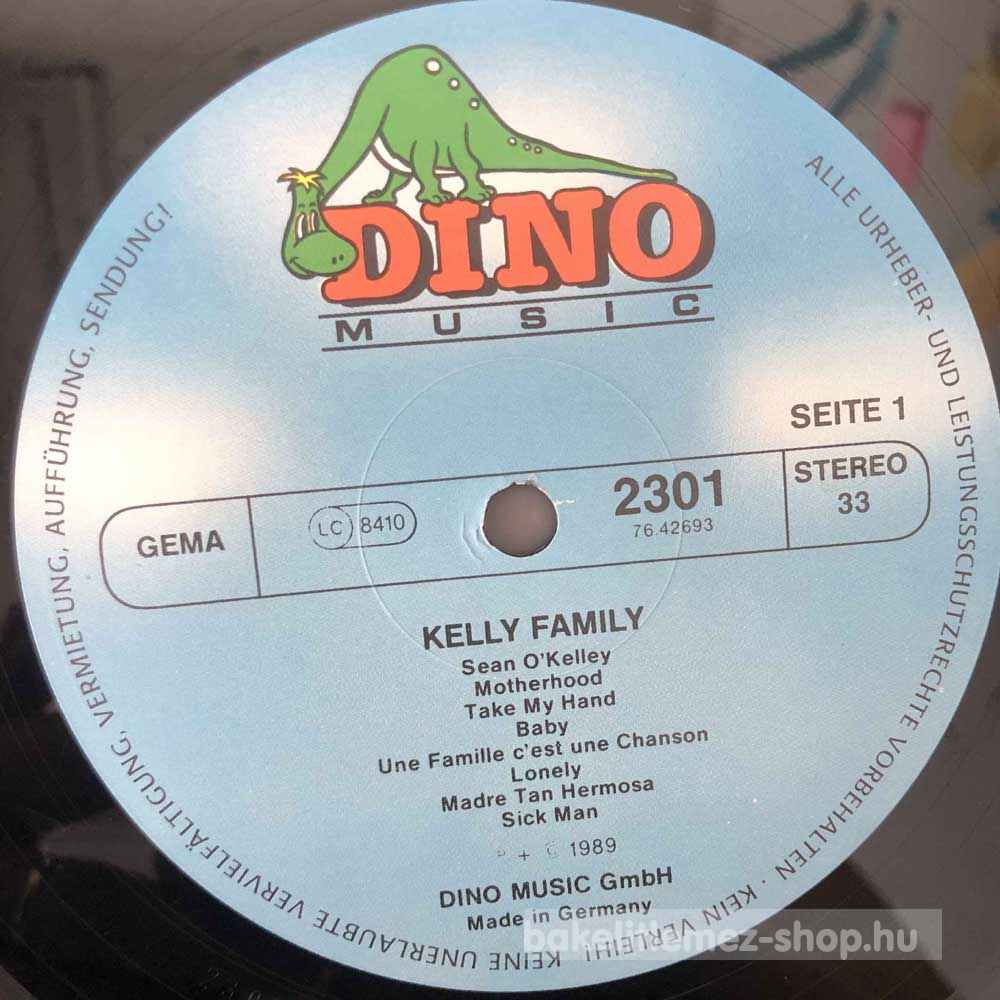 DINO
MUSIC
ALLE URHEBER- UND LEISTUNGSSCHUTZRECHTE VORBEHALTEN · KEIN VERLEIH! KEINE UNERLAUBTE VERVIELFÄLTIGUNG, VERMIETUNG, AUFFÜHRUNG, SENDUNG!
SEITE 1
GEMA
LC 8410
2301
76.42693
STEREO
33
KELLY FAMILY
Sean O'Kelley
Motherhood
Take My Hand
Baby
Une Famille c'est une Chanson
Lonely
Madre Tan Hermosa
Sick Man
P + C 1989
DINO MUSIC GmbH
Made in Germany
bakelitlemez-shop.hu